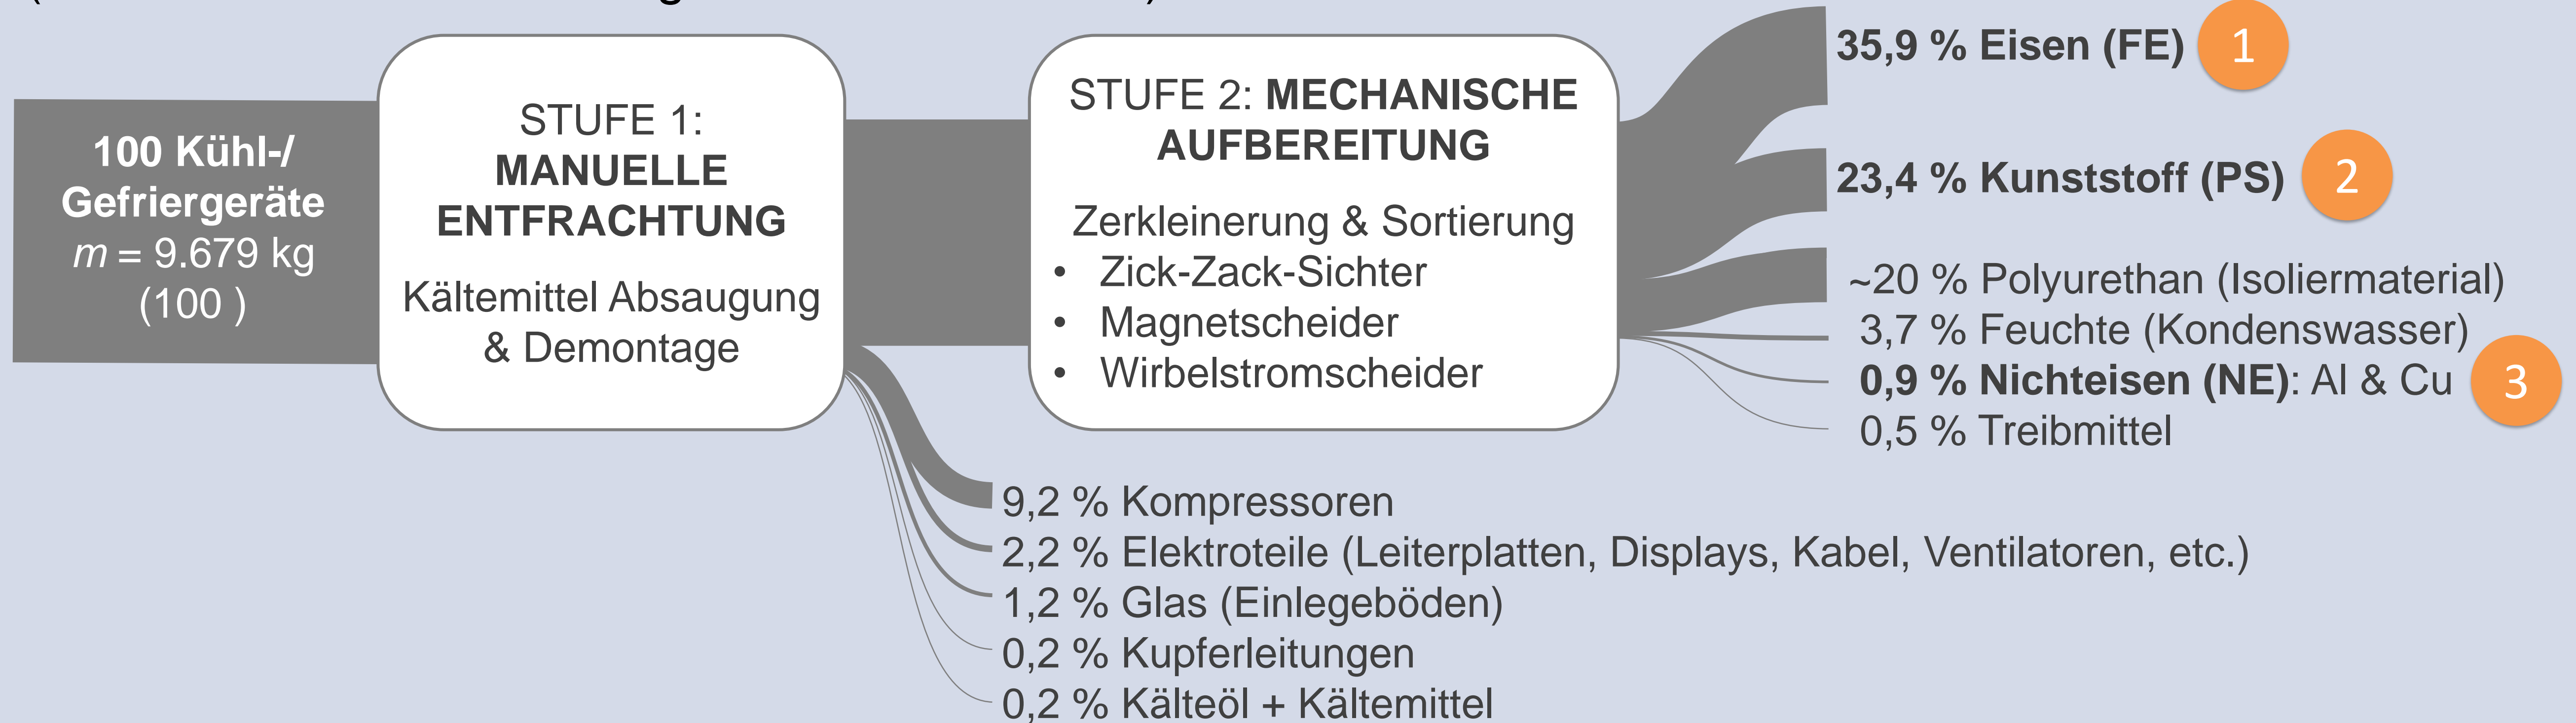 100 Kühl-/
Gefriergeräte
m = 9.679 kg
(100 )
STUFE 1:
MANUELLE
ENTFRACHTUNG
Kältemittel Absaugung
& Demontage
STUFE 2: MECHANISCHE
AUFBEREITUNG
Zerkleinerung & Sortierung
• Zick-Zack-Sichter
• Magnetscheider
• Wirbelstromscheider
35,9 % Eisen (FE) 1
23,4 % Kunststoff (PS) 2
~20 % Polyurethan (Isoliermaterial)
3,7 % Feuchte (Kondenswasser)
0,9 % Nichteisen (NE): Al & Cu 3
0,5 % Treibmittel
9,2 % Kompressoren
2,2 % Elektroteile (Leiterplatten, Displays, Kabel, Ventilatoren, etc.)
1,2 % Glas (Einlegeböden)
0,2 % Kupferleitungen
0,2 % Kälteöl + Kältemittel